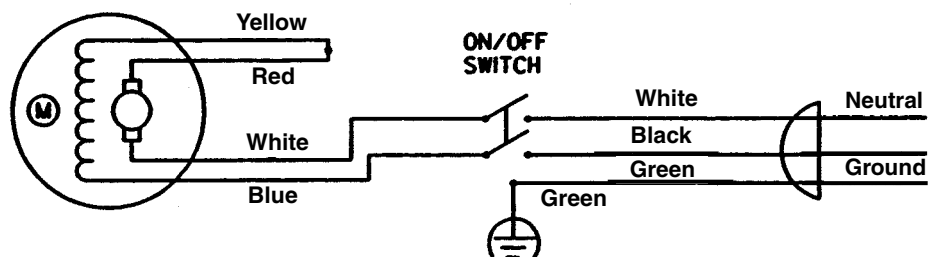 Yellow
ON/OFF
SWITCH
Red
M
White
Neutral
Black
White
Green
Ground
Blue
Green